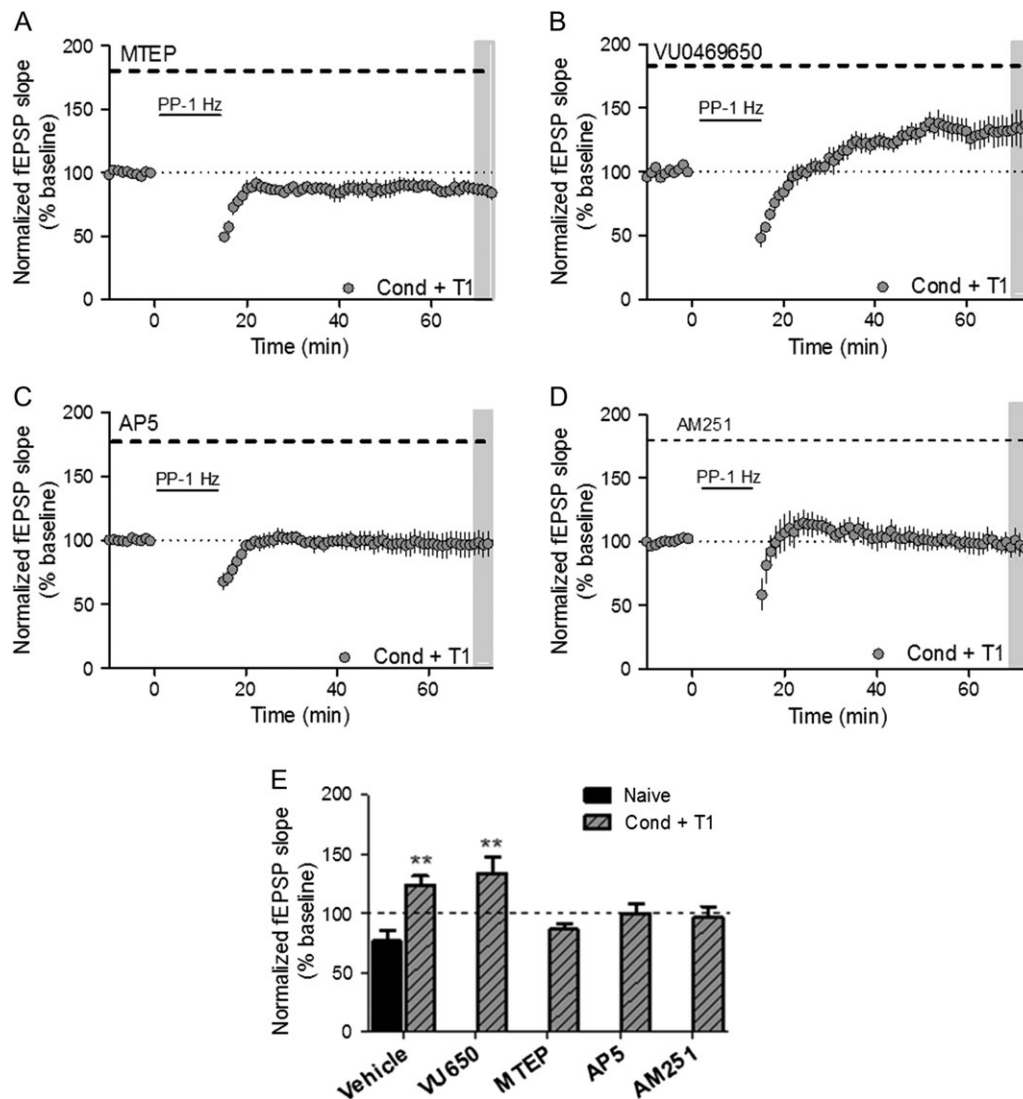 A
Normalized fEPSP slope
(% baseline)
200
150
100
50
0
MTEP
PP-1 Hz
Cond + T1
0
20
40
60
Time (min)
B
Normalized fEPSP slope
(% baseline)
200
150
100
50
0
VU0469650
PP-1 Hz
Cond + T1
0
20
40
60
Time (min)
C
Normalized fEPSP slope
(% baseline)
200
150
100
50
0
AP5
PP-1 Hz
Cond + T1
0
20
40
60
Time (min)
D
Normalized fEPSP slope
(% baseline)
200
150
100
50
0
AM251
PP-1 Hz
Cond + T1
0
20
40
60
Time (min)
E
Normalized fEPSP slope
(% baseline)
200
150
100
50
0
Naive
Cond + T1
**
**
Vehicle
VU650
MTEP
AP5
AM251